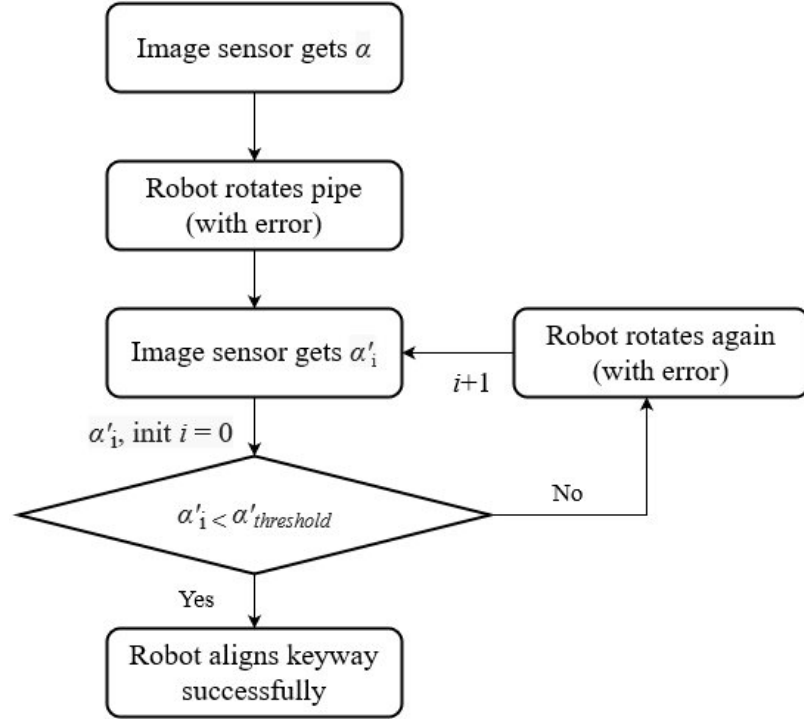 Image sensor gets α
Robot rotates pipe
(with error)
Image sensor gets α′i
Robot rotates again
(with error)
i+1
α′i, init i = 0
α′i < α′threshold
No
Yes
Robot aligns keyway
successfully